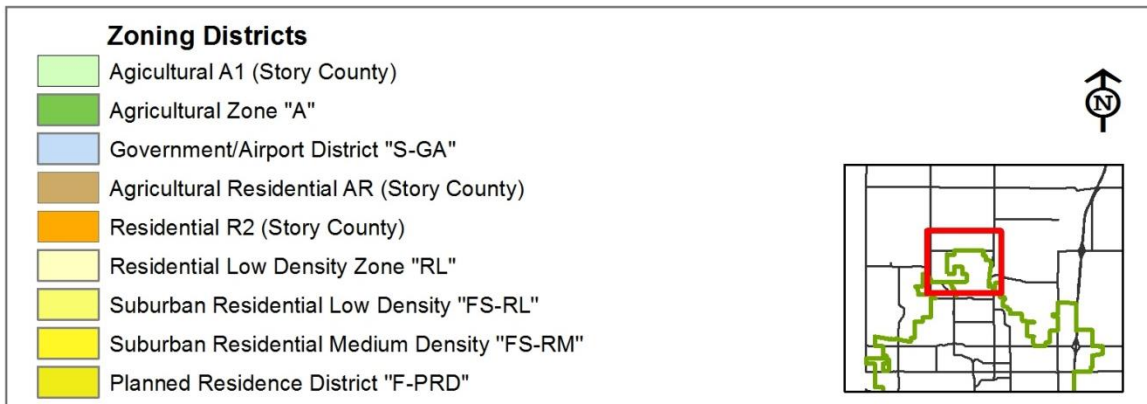 Zoning Districts
Agicultural A1 (Story County)
Agricultural Zone "A"
Government/Airport District "S-GA"
Agricultural Residential AR (Story County)
Residential R2 (Story County)
Residential Low Density Zone "RL"
Suburban Residential Low Density "FS-RL"
Suburban Residential Medium Density "FS-RM"
Planned Residence District "F-PRD"
N